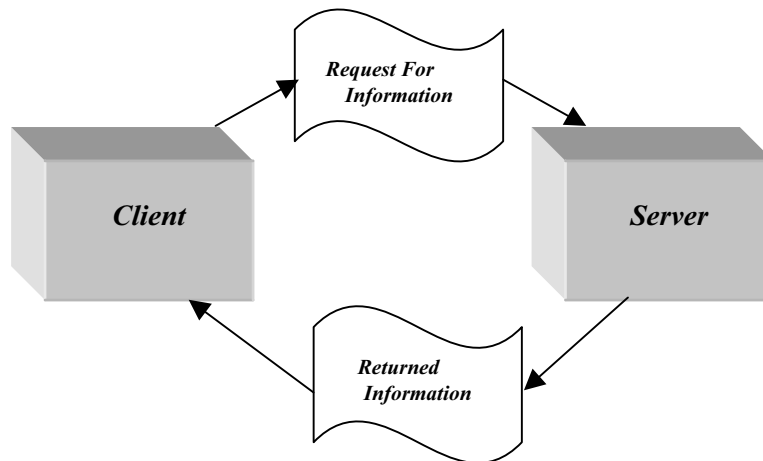 Request For
Information
Client
Server
Returned
Information